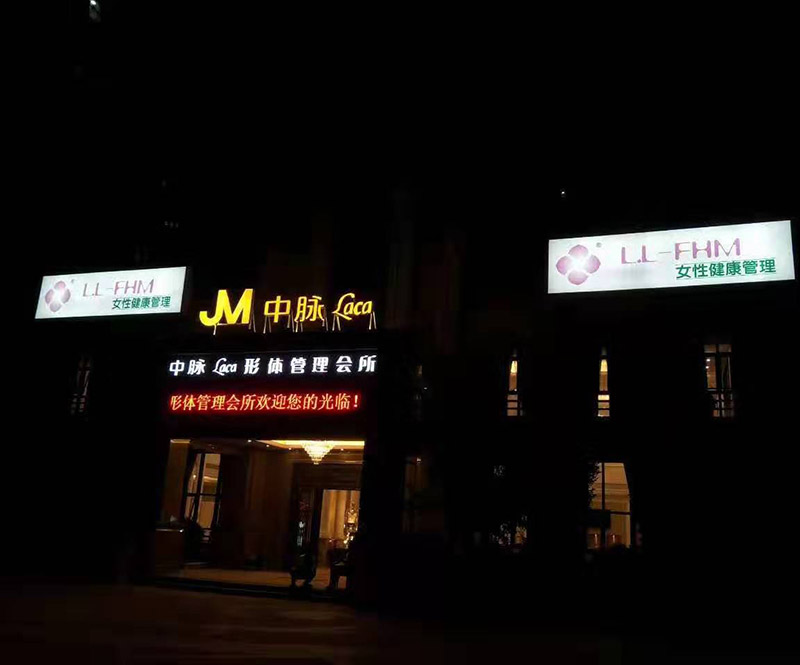 L.L-FHM
女性健康管理
JM 中脉 Laca
中脉 Laca 形体管理会所
形体管理会所欢迎您的光临!
® L.L-FHM
女性健康管理